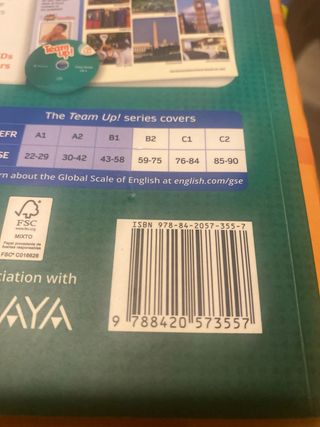 Team Up!
The Team Up! series covers
EFR A1 A2 B1 B2 C1 C2
SE 22-29 30-42 43-58 59-75 76-84 85-90
rn about the Global Scale of English at english.com/gse
FSC
www.fsc.org
MIXTO
Papel procedente de
fuentes responsables
FSC® C016828
ISBN 978-84-2057-355-7
9 788420 573557
ciation with
AYA